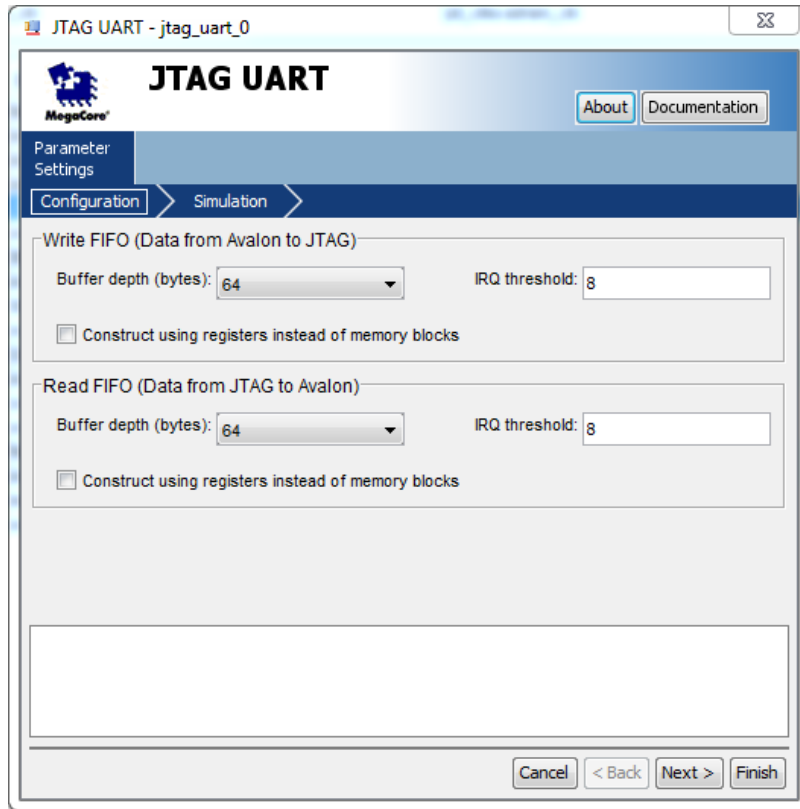 JTAG UART - jtag_uart_0
MegaCore®
JTAG UART
About Documentation
Parameter
Settings
Configuration Simulation
Write FIFO (Data from Avalon to JTAG)
Buffer depth (bytes): 64 IRQ threshold: 8
Construct using registers instead of memory blocks
Read FIFO (Data from JTAG to Avalon)
Buffer depth (bytes): 64 IRQ threshold: 8
Construct using registers instead of memory blocks
Cancel < Back Next > Finish